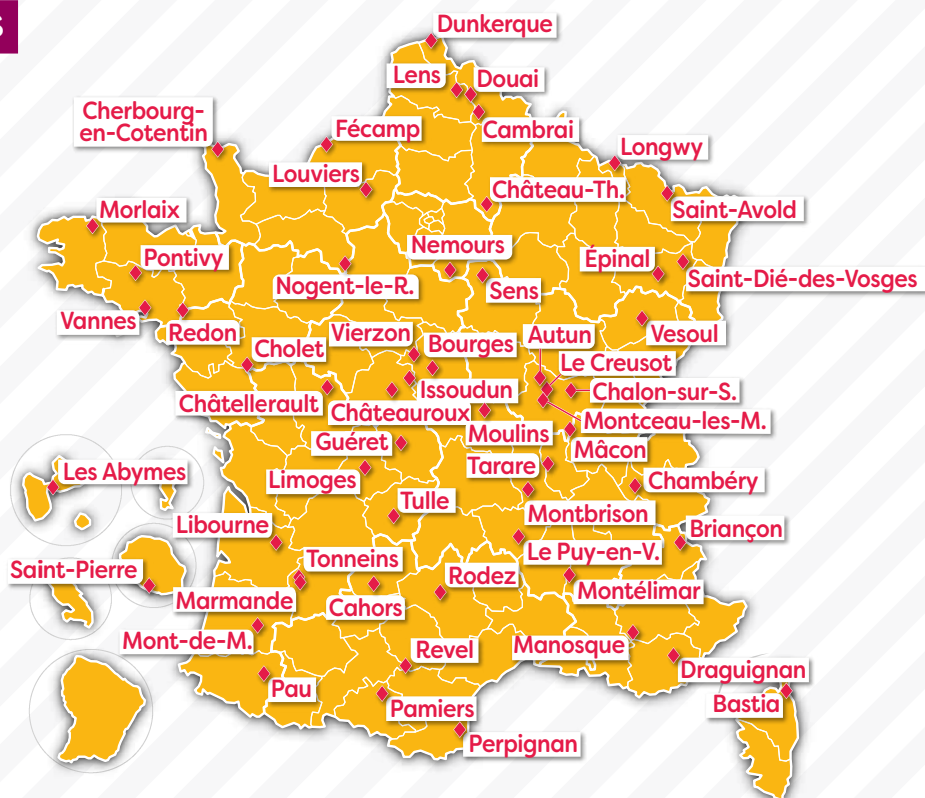 S
Dunkerque
Lens
Douai
Cherbourg-
en-Cotentin
Fécamp
Cambrai
Longwy
Louviers
Château-Th.
Saint-Avold
Morlaix
Nemours
Pontivy
Épinal
Saint-Dié-des-Vosges
Nogent-le-R.
Sens
Vannes
Redon
Vierzon
Autun
Vesoul
Cholet
Bourges
Le Creusot
Issoudun
Chalon-sur-S.
Châtellerault
Châteauroux
Montceau-les-M.
Guéret
Moulins
Mâcon
Les Abymes
Limoges
Tarare
Chambéry
Tulle
Montbrison
Libourne
Briançon
Tonneins
Le Puy-en-V.
Saint-Pierre
Rodez
Marmande
Cahors
Montélimar
Mont-de-M.
Revel
Manosque
Pau
Draguignan
Pamiers
Bastia
Perpignan